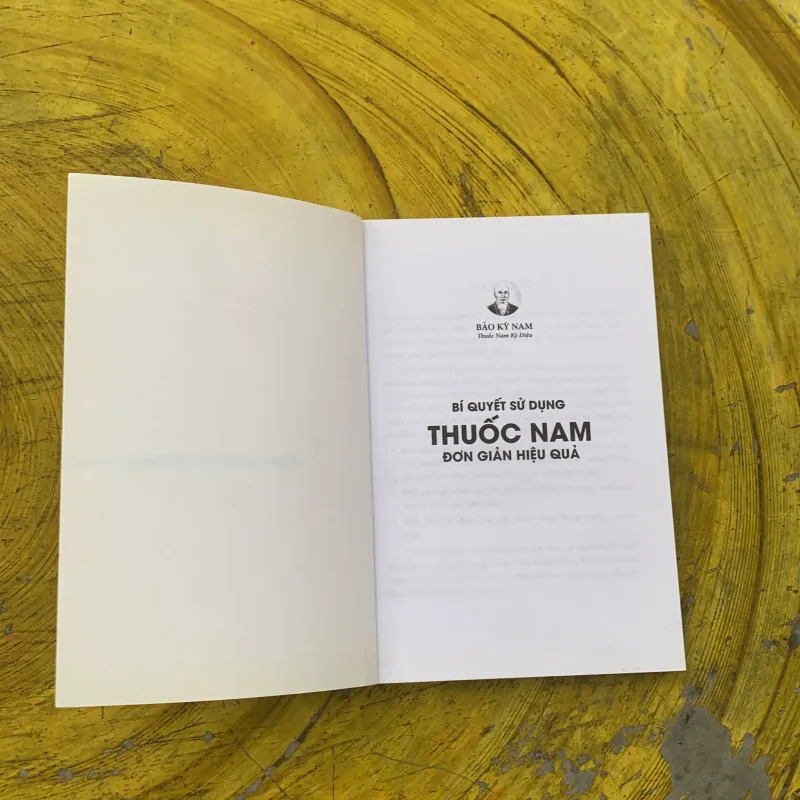 BẢO KỲ NAM
Thuốc Nam Kỳ Diệu
BÍ QUYẾT SỬ DỤNG
THUỐC NAM
ĐƠN GIẢN HIỆU QUẢ